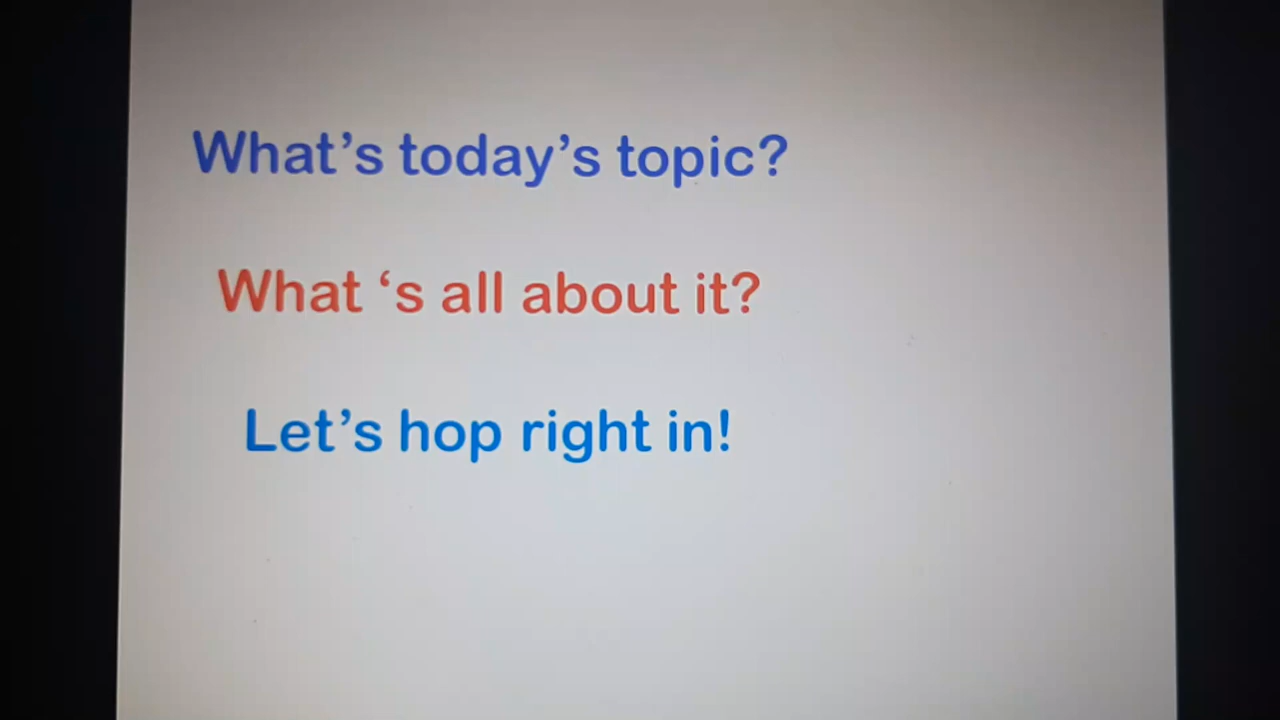 What’s today’s topic?
What ‘s all about it?
Let’s hop right in!